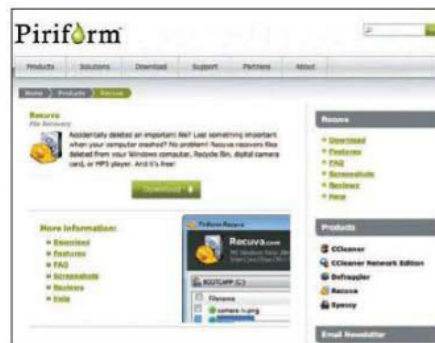 Piriform
Products Solutions Download Support Partners About
Home Products Recuva
Recuva
File Recovery
Accidentally deleted an important file? Lost something important
when your computer crashed? No problem! Recuva recovers files
deleted from your Windows computer, Recycle Bin, digital camera
card, or MP3 player. And it's free!
Download
More Information:
Download
Features
FAQ
Screenshots
Reviews
Help
Piriform Recuva
Recuva.com
BOOTCAMP (C:)
Filename
Recuva
Download
Features
FAQ
Screenshots
Reviews
Help
Products
CCleaner
CCleaner Network Edition
Defraggler
Recuva
Speccy
Email Newsletter